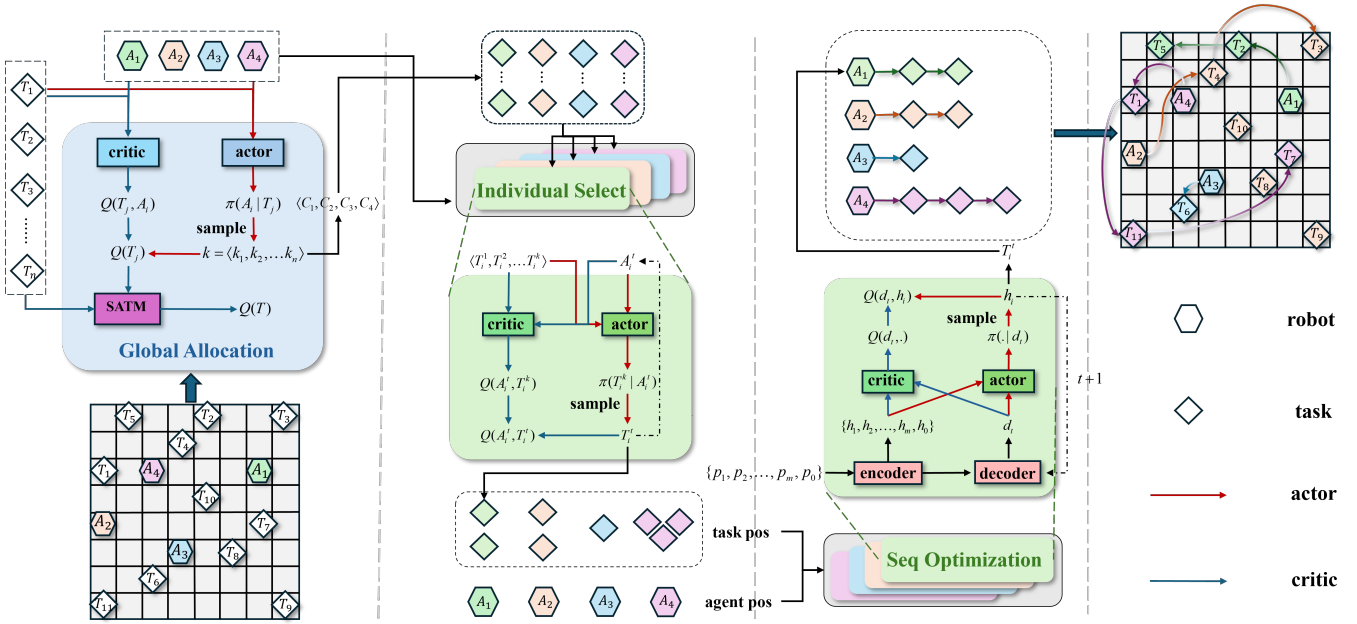 A₁ A₂ A₃ A₄
T₁
T₂
T₃
......
Tₙ
critic
actor
Q(Tⱼ, Aᵢ)
π(Aᵢ | Tⱼ)
⟨C₁, C₂, C₃, C₄⟩
sample
Q(Tⱼ)
k = ⟨k₁, k₂, ...kₙ⟩
SATM
Q(T)
Global Allocation
T₅ T₂ T₃
T₄
T₁ A₄ A₁
T₁₀
A₂ T₇
A₃ T₈
T₆
T₁₁ T₉
Individual Select
⟨Tᵢ¹, Tᵢ², ...Tᵢᵏ⟩
Aᵢᵗ
critic
actor
Q(Aᵢᵗ, Tᵢᵏ)
π(Tᵢᵏ | Aᵢᵗ)
sample
Q(Aᵢᵗ, Tᵢᵗ)
Tᵢᵗ
task pos
A₁ A₂ A₃ A₄
agent pos
A₁
A₂
A₃
A₄
Tᵢᵗ
Q(dₜ, hᵢ)
hᵢ
sample
Q(dₜ, .)
π(. | dₜ)
critic
actor
t + 1
{h₁, h₂, ..., hₘ, h₀}
dₜ
{p₁, p₂, ..., pₘ, p₀}
encoder
decoder
Seq Optimization
T₅ T₂ T₃
T₄
T₁ A₄ A₁
T₁₀
A₂ T₇
A₃ T₈
T₆
T₁₁ T₉
robot
task
actor
critic